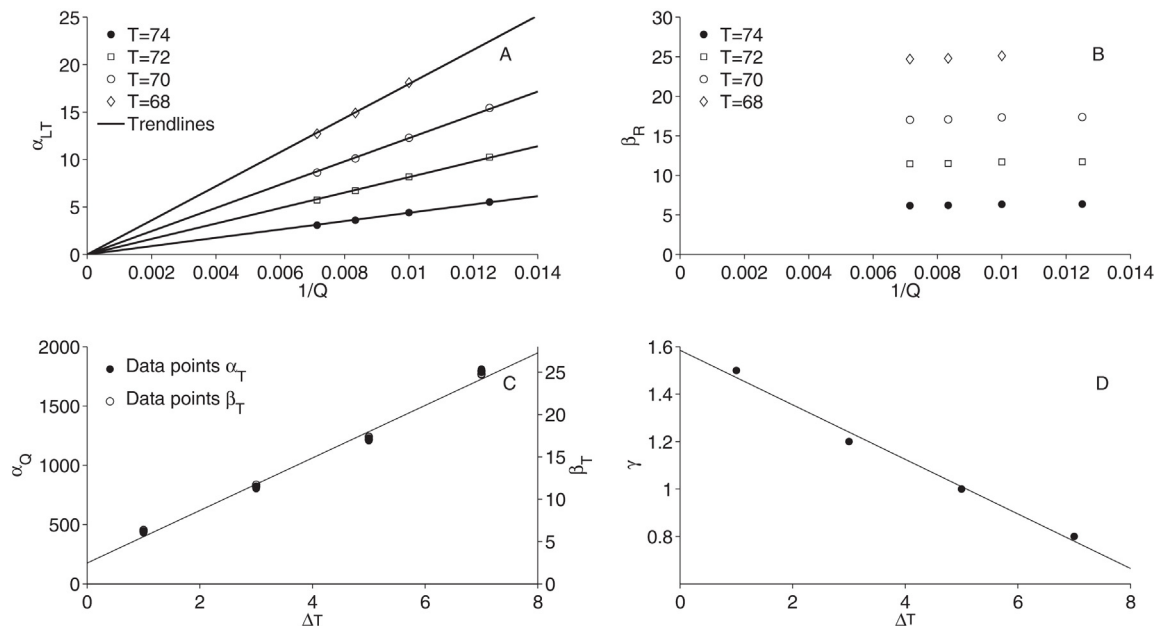 25
20
15
10
5
0
α_LT
T=74
T=72
T=70
T=68
Trendlines
A
0 0.002 0.004 0.006 0.008 0.01 0.012 0.014
1/Q
30
25
20
15
10
5
0
β_R
T=74
T=72
T=70
T=68
B
0 0.002 0.004 0.006 0.008 0.01 0.012 0.014
1/Q
2000
1500
1000
500
0
α_Q
Data points α_T
Data points β_T
C
25
20
15
10
5
0
β_T
0 2 4 6 8
ΔT
1.6
1.4
1.2
1
0.8
γ
D
0 2 4 6 8
ΔT